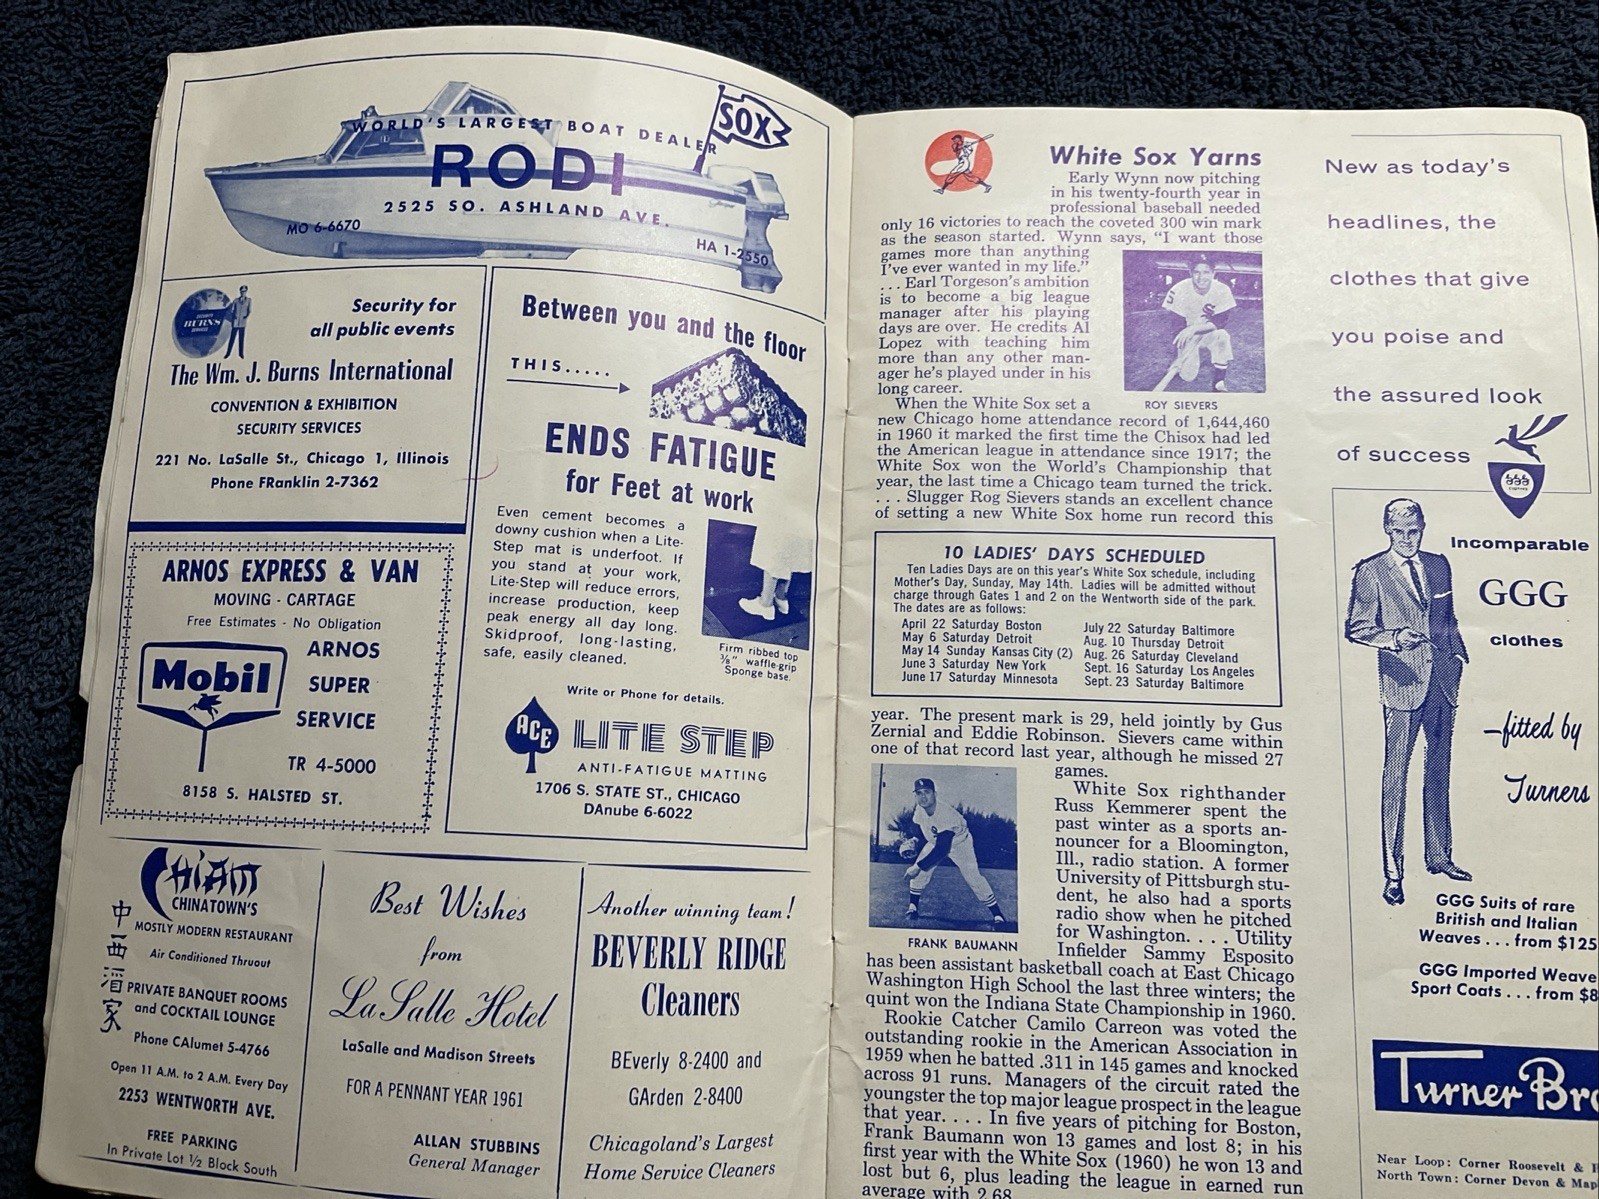 WORLD'S LARGEST BOAT DEALER
SOX
RODI
2525 SO. ASHLAND AVE.
MO 6-6670
HA 1-2550
BURNS
Security for
all public events
The Wm. J. Burns International
CONVENTION & EXHIBITION
SECURITY SERVICES
221 No. LaSalle St., Chicago 1, Illinois
Phone FRanklin 2-7362
ARNOS EXPRESS & VAN
MOVING - CARTAGE
Free Estimates - No Obligation
Mobil
ARNOS
SUPER
SERVICE
TR 4-5000
8158 S. HALSTED ST.
Between you and the floor
THIS.....
ENDS FATIGUE
for Feet at work
Even cement becomes a
downy cushion when a Lite-
Step mat is underfoot. If
you stand at your work,
Lite-Step will reduce errors,
increase production, keep
peak energy all day long.
Skidproof, long-lasting,
safe, easily cleaned.
Firm ribbed top
⅜" waffle-grip
Sponge base.
Write or Phone for details.
ACE
LITE STEP
ANTI-FATIGUE MATTING
1706 S. STATE ST., CHICAGO
DAnube 6-6022
CHIAM
CHINATOWN'S
中西酒家
MOSTLY MODERN RESTAURANT
Air Conditioned Thruout
PRIVATE BANQUET ROOMS
and COCKTAIL LOUNGE
Phone CAlumet 5-4766
Open 11 A.M. to 2 A.M. Every Day
2253 WENTWORTH AVE.
FREE PARKING
In Private Lot ½ Block South
Best Wishes
from
LaSalle Hotel
LaSalle and Madison Streets
FOR A PENNANT YEAR 1961
ALLAN STUBBINS
General Manager
Another winning team!
BEVERLY RIDGE
Cleaners
BEverly 8-2400 and
GArden 2-8400
Chicagoland's Largest
Home Service Cleaners
White Sox Yarns
Early Wynn now pitching
in his twenty-fourth year in
professional baseball needed
only 16 victories to reach the coveted 300 win mark
as the season started. Wynn says, "I want those
games more than anything
I've ever wanted in my life."
. . . Earl Torgeson's ambition
is to become a big league
manager after his playing
days are over. He credits Al
Lopez with teaching him
more than any other man-
ager he's played under in his
long career.
ROY SIEVERS
When the White Sox set a
new Chicago home attendance record of 1,644,460
in 1960 it marked the first time the Chisox had led
the American league in attendance since 1917; the
White Sox won the World's Championship that
year, the last time a Chicago team turned the trick.
. . . Slugger Rog Sievers stands an excellent chance
of setting a new White Sox home run record this
10 LADIES' DAYS SCHEDULED
Ten Ladies Days are on this year's White Sox schedule, including
Mother's Day, Sunday, May 14th. Ladies will be admitted without
charge through Gates 1 and 2 on the Wentworth side of the park.
The dates are as follows:
April 22 Saturday Boston
May 6 Saturday Detroit
May 14 Sunday Kansas City (2)
June 3 Saturday New York
June 17 Saturday Minnesota
July 22 Saturday Baltimore
Aug. 10 Thursday Detroit
Aug. 26 Saturday Cleveland
Sept. 16 Saturday Los Angeles
Sept. 23 Saturday Baltimore
year. The present mark is 29, held jointly by Gus
Zernial and Eddie Robinson. Sievers came within
one of that record last year, although he missed 27
games.
White Sox righthander
Russ Kemmerer spent the
past winter as a sports an-
nouncer for a Bloomington,
Ill., radio station. A former
University of Pittsburgh stu-
dent, he also had a sports
radio show when he pitched
for Washington. . . . Utility
Infielder Sammy Esposito
FRANK BAUMANN
has been assistant basketball coach at East Chicago
Washington High School the last three winters; the
quint won the Indiana State Championship in 1960.
Rookie Catcher Camilo Carreon was voted the
outstanding rookie in the American Association in
1959 when he batted .311 in 145 games and knocked
across 91 runs. Managers of the circuit rated the
youngster the top major league prospect in the league
that year. . . . In five years of pitching for Boston,
Frank Baumann won 13 games and lost 8; in his
first year with the White Sox (1960) he won 13 and
lost but 6, plus leading the league in earned run
average with 2.68
New as today's
headlines, the
clothes that give
you poise and
the assured look
of success
GGG
Incomparable
GGG
clothes
—fitted by
Turners
GGG Suits of rare
British and Italian
Weaves . . . from $125
GGG Imported Weave
Sport Coats . . . from $8
Turner Bro
Near Loop: Corner Roosevelt &
North Town: Corner Devon & Map